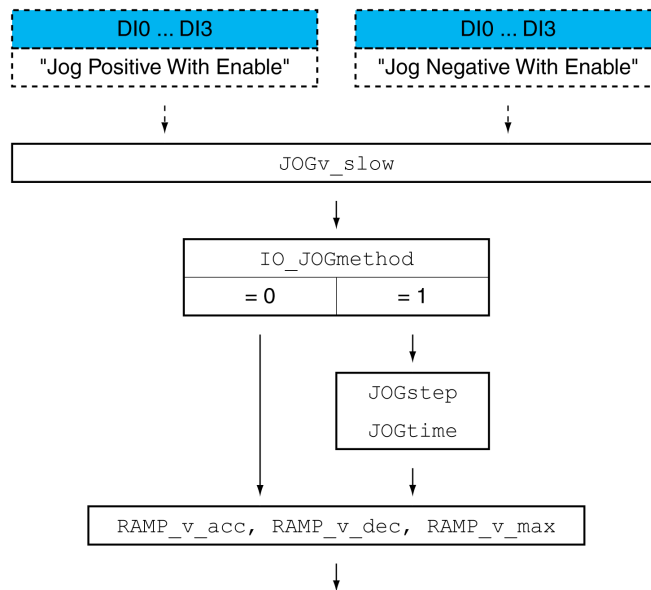 DI0 ... DI3
"Jog Positive With Enable"
DI0 ... DI3
"Jog Negative With Enable"
JOGv_slow
IO_JOGmethod
= 0
= 1
JOGstep
JOGtime
RAMP_v_acc, RAMP_v_dec, RAMP_v_max